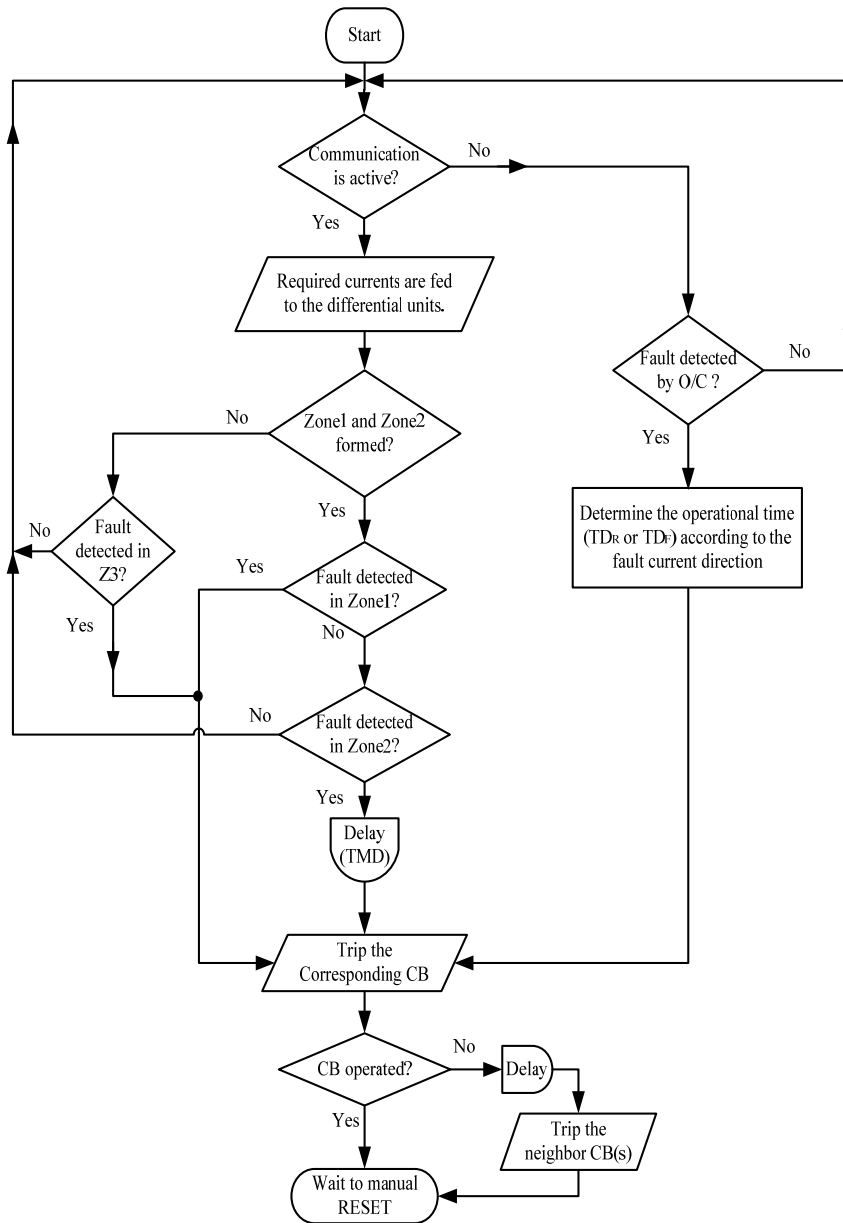 Start
Communication
is active?
No
Yes
Required currents are fed
to the differential units.
Fault detected
by O/C ?
No
Yes
Zone1 and Zone2
formed?
No
Yes
Determine the operational time
(TDR or TDF) according to the
fault current direction
Fault
detected in
Z3?
No
Yes
Fault detected
in Zone1?
Yes
No
Fault detected
in Zone2?
No
Yes
Delay
(TMD)
Trip the
Corresponding CB
CB operated?
No
Delay
Yes
Trip the
neighbor CB(s)
Wait to manual
RESET